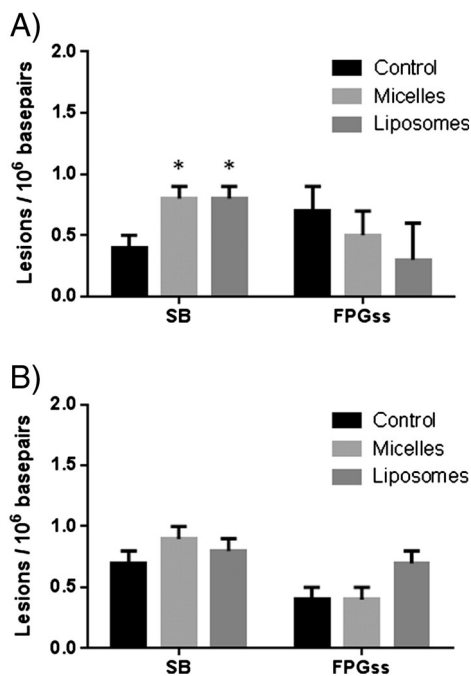 A)
Lesions / 10⁶ basepairs
2.0
1.5
1.0
0.5
0.0
Control
Micelles
Liposomes
* *
SB FPGss
B)
Lesions / 10⁶ basepairs
2.0
1.5
1.0
0.5
0.0
Control
Micelles
Liposomes
SB FPGss